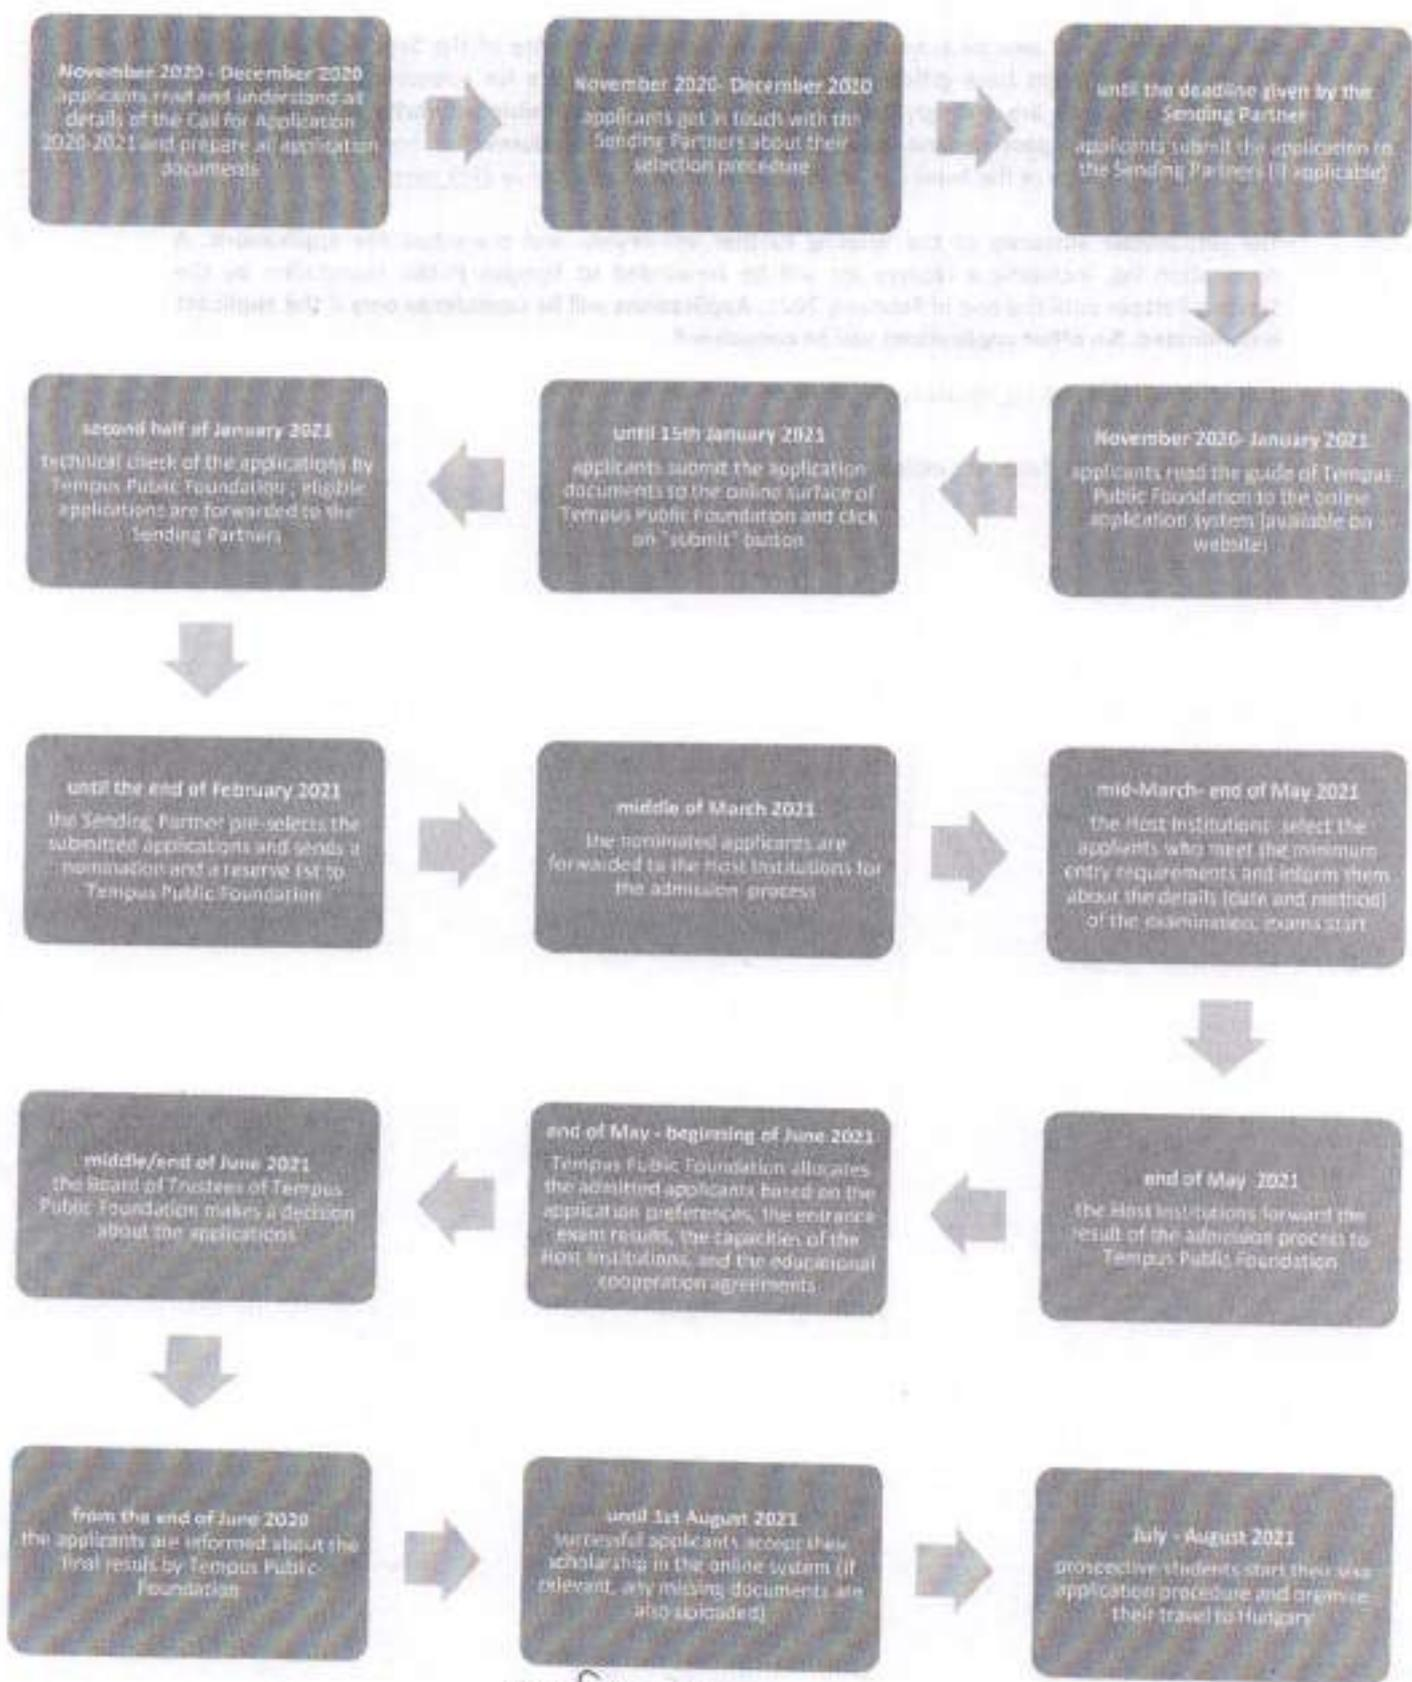 November 2020 - December 2020
applicants read and understand all
details of the Call for Application
2020-2021 and prepare all application
documents
November 2020- December 2020
applicants get in touch with the
Sending Partners about their
selection procedure
until the deadline given by the
Sending Partner
applicants submit the application to
the Sending Partners (if applicable)
November 2020- January 2021
applicants read the guide of Tempus
Public Foundation to the online
application system (available on
website)
until 15th January 2021
applicants submit the application
documents to the online surface of
Tempus Public Foundation and click
on "submit" button
second half of January 2021
technical check of the applications by
Tempus Public Foundation , eligible
applications are forwarded to the
Sending Partners
until the end of February 2021
the Sending Partner pre-selects the
submitted applications and sends a
nomination and a reserve list to
Tempus Public Foundation
middle of March 2021
the nominated applicants are
forwarded to the Host Institutions for
the admission process
mid-March- end of May 2021
the Host Institutions select the
appliants who meet the minimum
entry requirements and inform them
about the details (date and method)
of the examination, exams start
end of May 2021
the Host Institutions forward the
result of the admission process to
Tempus Public Foundation
end of May - beginning of June 2021
Tempus Public Foundation allocates
the admitted applicants based on the
application preferences, the entrance
exam results, the capacities of the
Host Institutions, and the educational
cooperation agreements
middle/end of June 2021
the Board of Trustees of Tempus
Public Foundation makes a decision
about the applications
from the end of June 2020
the applicants are informed about the
final resuls by Tempus Public
Foundation
until 1st August 2021
successful applicants accept their
scholarship in the online system (if
relevant, any missing documents are
also uploaded)
July - August 2021
prospective students start their visa
application procedure and organise
their travel to Hungary